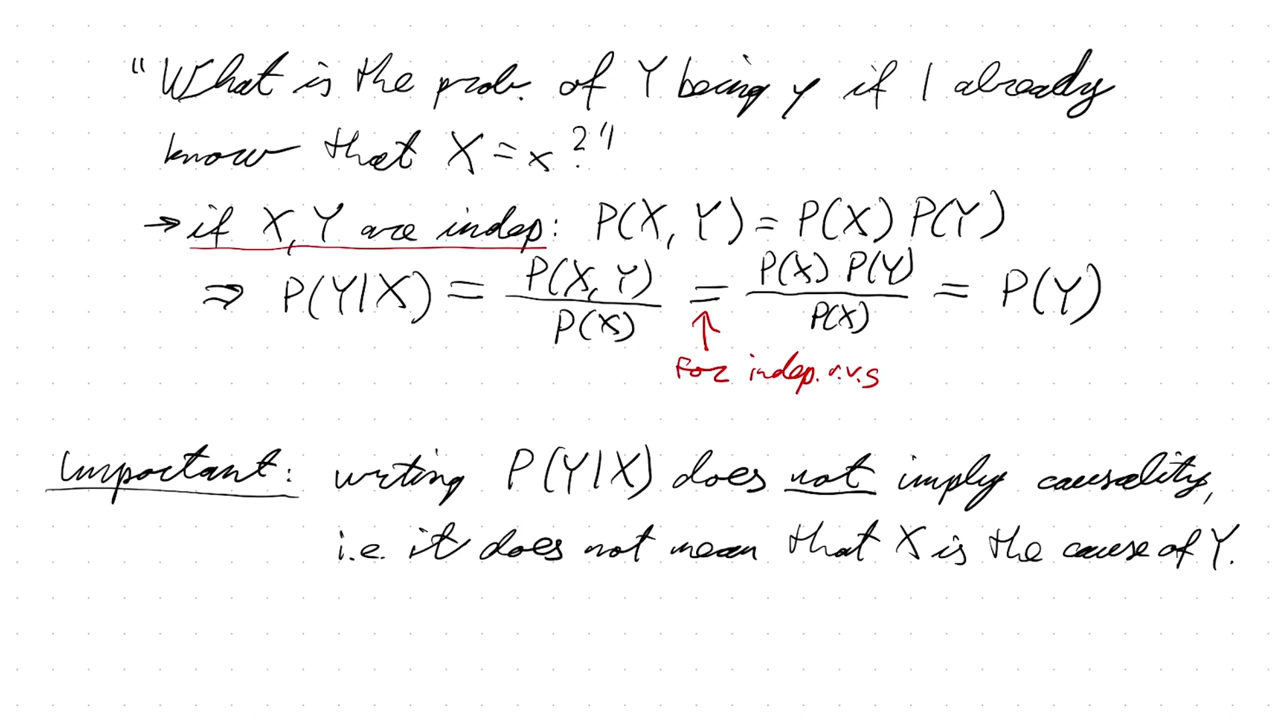 "What is the prob. of Y being y if I already
know that X = x ?"
→ if X, Y are indep: P(X, Y) = P(X) P(Y)
⇒ P(Y|X) = P(X, Y) / P(X) = P(X) P(Y) / P(X) = P(Y)
↑
for indep. r.v.s
Important: writing P(Y|X) does not imply causality,
i.e. it does not mean that X is the cause of Y.